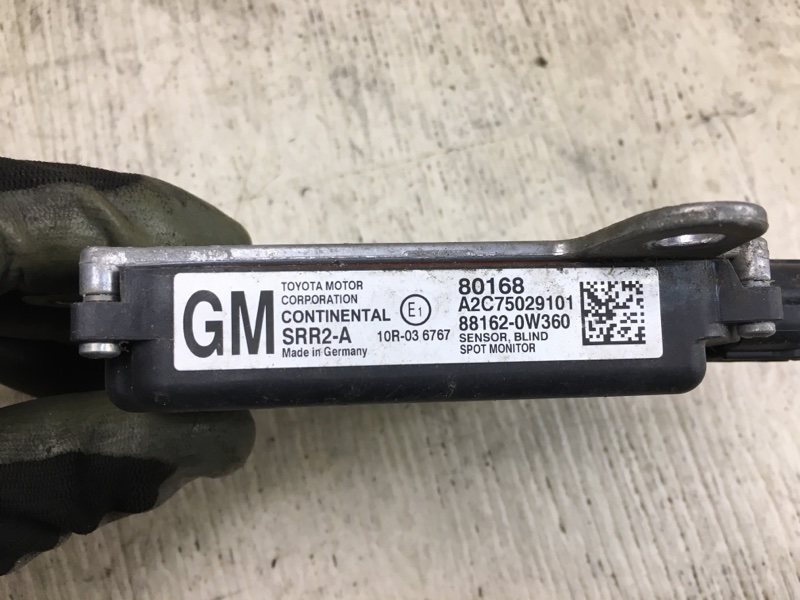 GM
TOYOTA MOTOR
CORPORATION
CONTINENTAL
SRR2-A
Made in Germany
E1
10R-03 6767
80168
A2C75029101
88162-0W360
SENSOR, BLIND
SPOT MONITOR